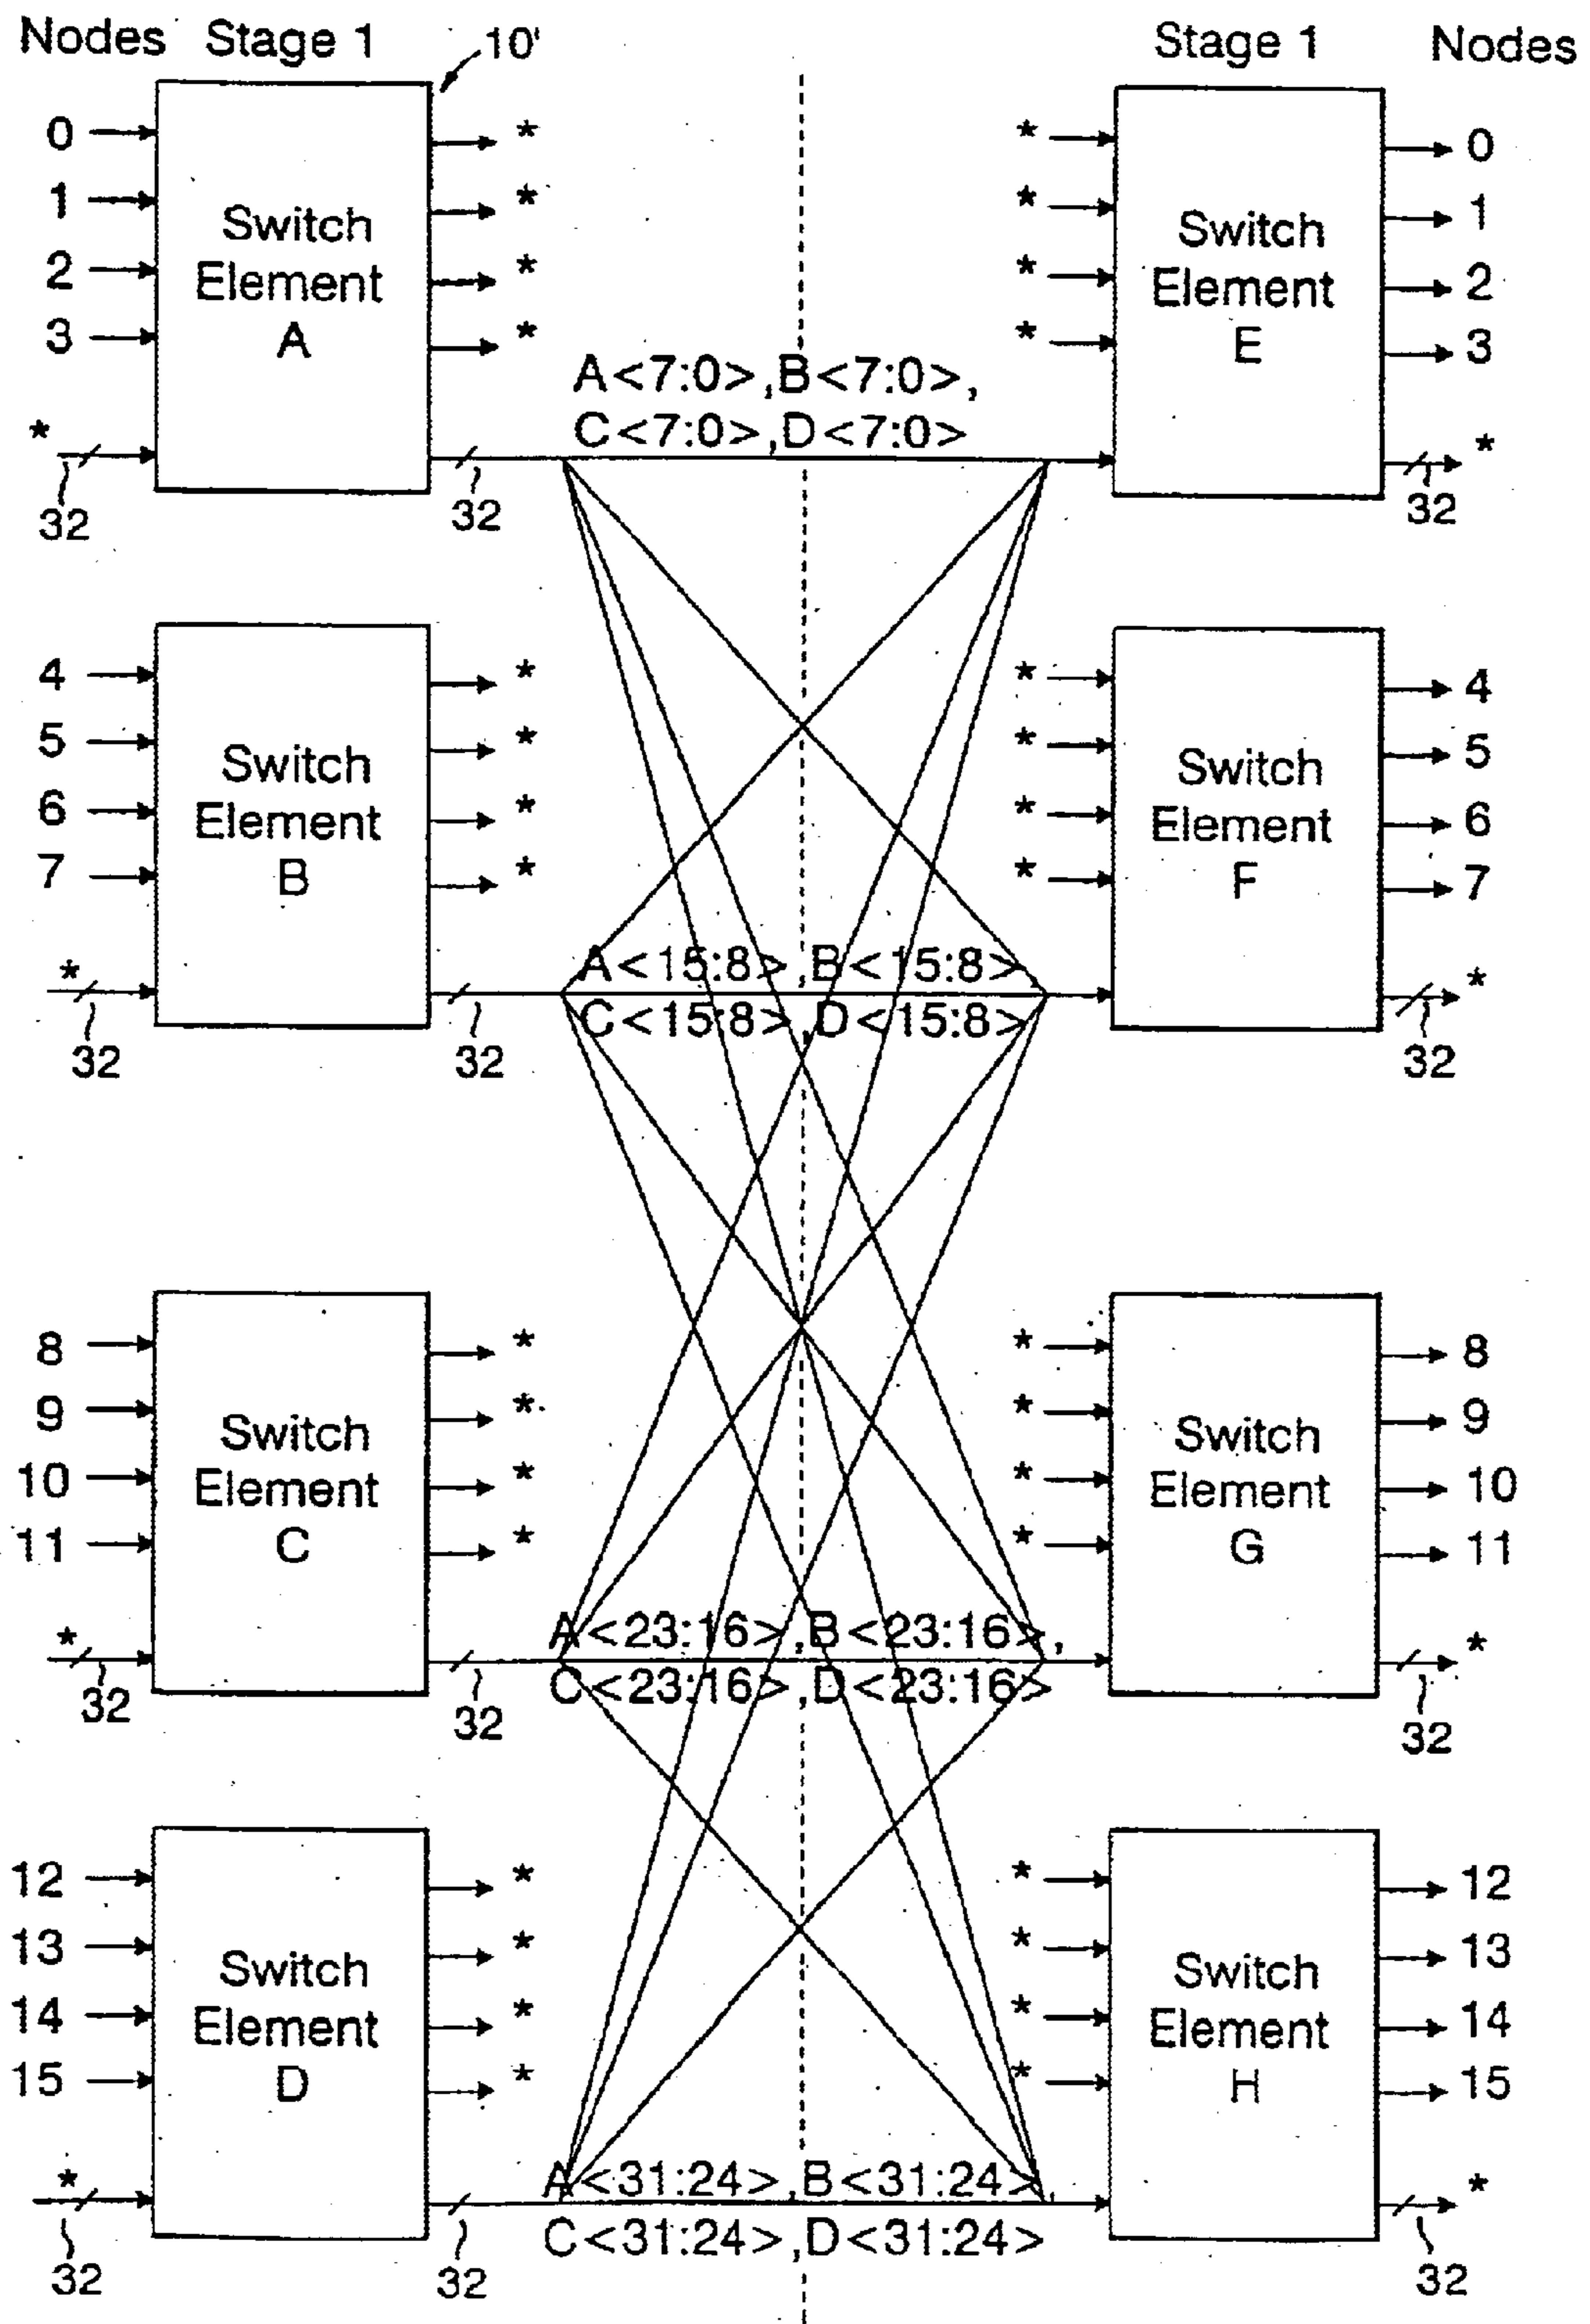 Nodes Stage 1 10' Stage 1 Nodes
0 * * 0
1 * * 1
2 * * 2
3 * * 3
Switch Element A
Switch Element E
A<7:0>,B<7:0>,
C<7:0>,D<7:0>
* *
32 32 32
4 * * 4
5 * * 5
6 * * 6
7 * * 7
Switch Element B
Switch Element F
A<15:8>,B<15:8>
C<15:8>,D<15:8>
* *
32 32 32
8 * * 8
9 * * 9
10 * * 10
11 * * 11
Switch Element C
Switch Element G
A<23:16>,B<23:16>,
C<23:16>,D<23:16>
* *
32 32 32
12 * * 12
13 * * 13
14 * * 14
15 * * 15
Switch Element D
Switch Element H
A<31:24>,B<31:24>,
C<31:24>,D<31:24>
* *
32 32 32